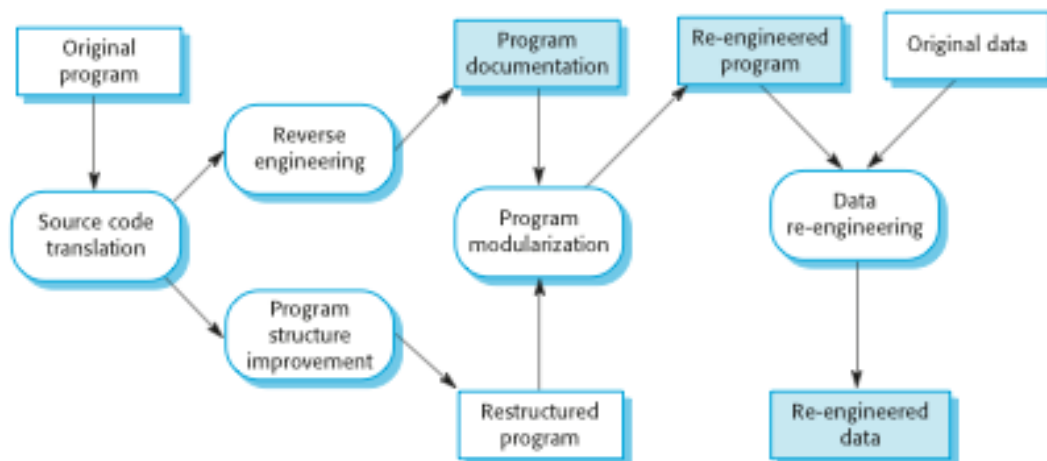 Original
program
Program
documentation
Re-engineered
program
Original data
Reverse
engineering
Source code
translation
Program
modularization
Data
re-engineering
Program
structure
improvement
Restructured
program
Re-engineered
data